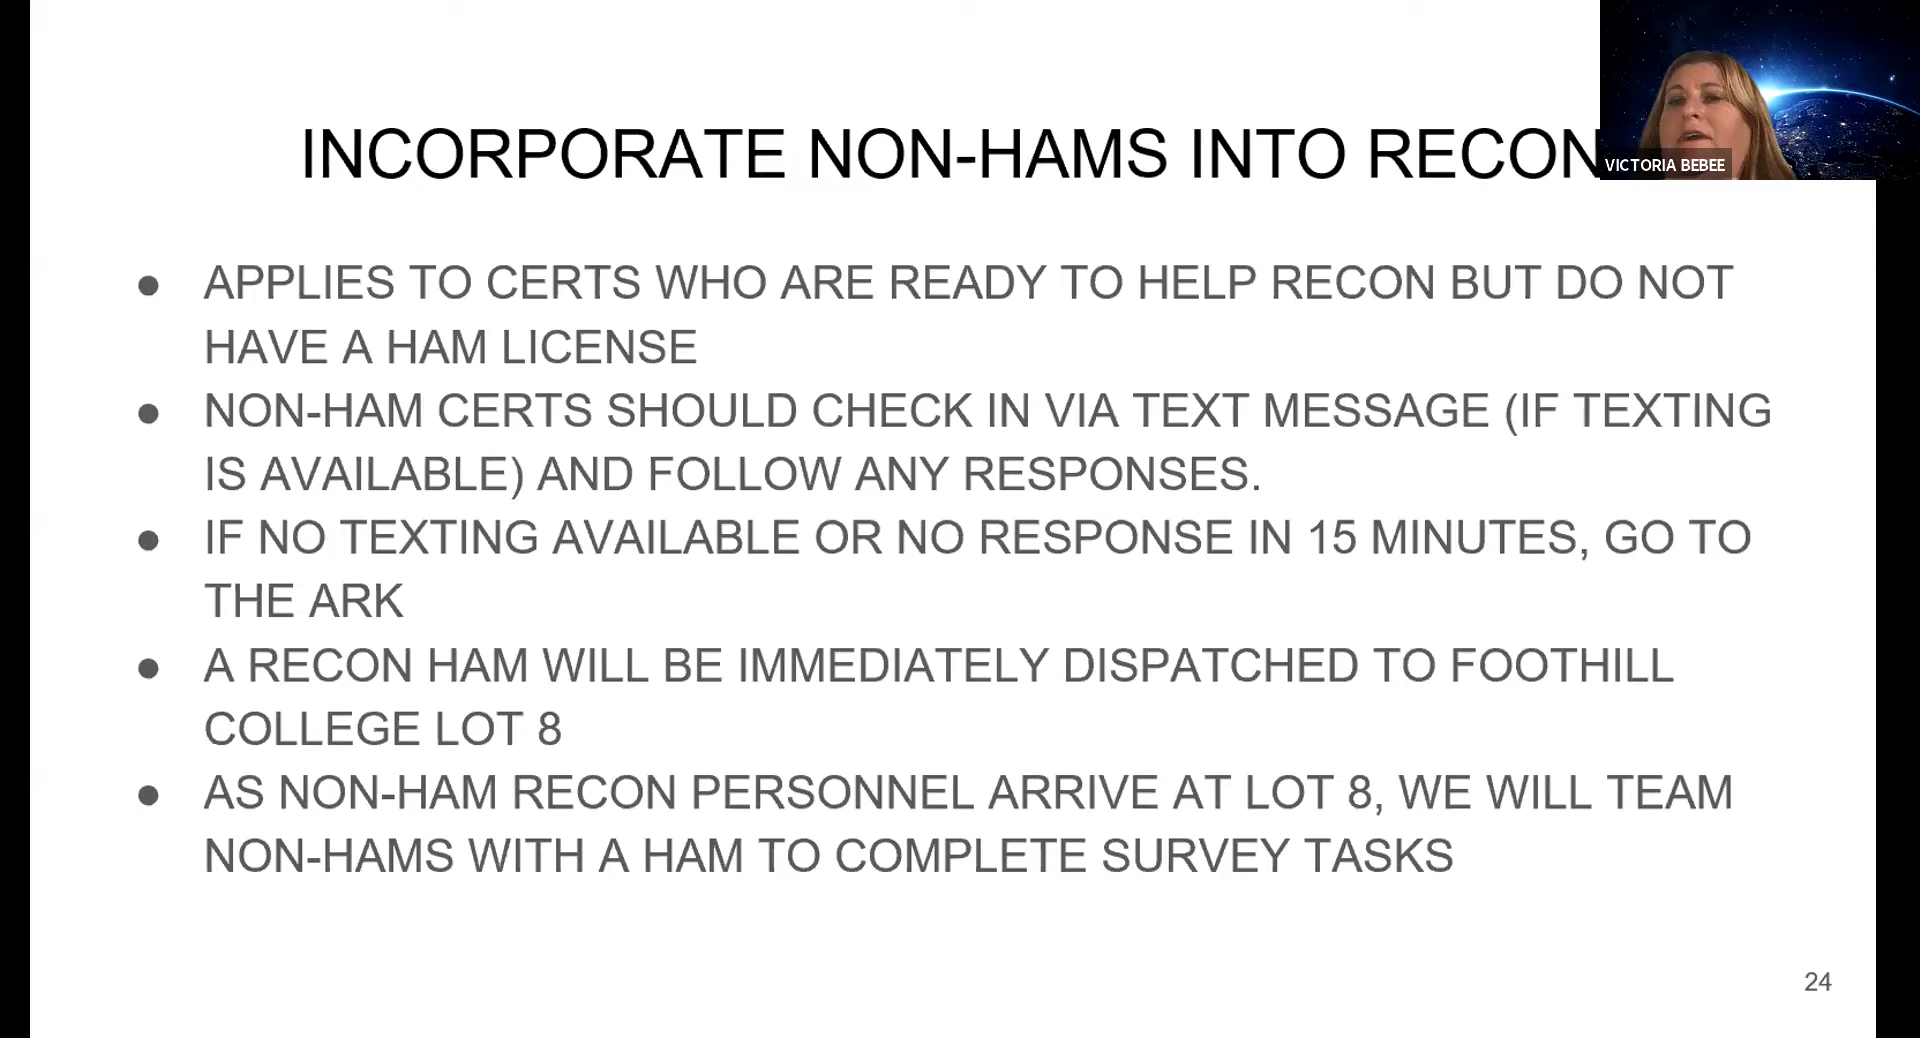 INCORPORATE NON-HAMS INTO RECON
VICTORIA BEBEE
● APPLIES TO CERTS WHO ARE READY TO HELP RECON BUT DO NOT
HAVE A HAM LICENSE
● NON-HAM CERTS SHOULD CHECK IN VIA TEXT MESSAGE (IF TEXTING
IS AVAILABLE) AND FOLLOW ANY RESPONSES.
● IF NO TEXTING AVAILABLE OR NO RESPONSE IN 15 MINUTES, GO TO
THE ARK
● A RECON HAM WILL BE IMMEDIATELY DISPATCHED TO FOOTHILL
COLLEGE LOT 8
● AS NON-HAM RECON PERSONNEL ARRIVE AT LOT 8, WE WILL TEAM
NON-HAMS WITH A HAM TO COMPLETE SURVEY TASKS
24